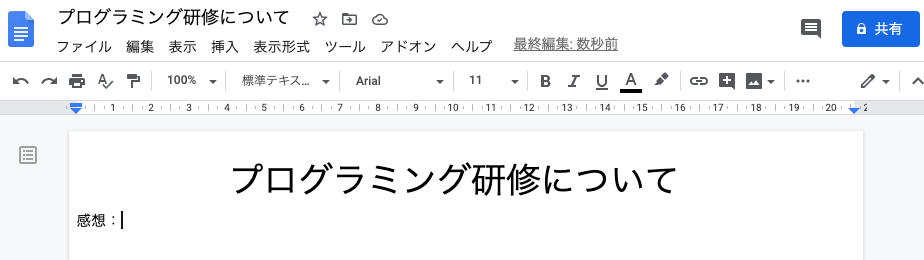 プログラミング研修について
ファイル 編集 表示 挿入 表示形式 ツール アドオン ヘルプ 最終編集: 数秒前
共有
100% 標準テキス... Arial 11 B I U A
1 2 3 4 5 6 7 8 9 10 11 12 13 14 15 16 17 18 19 20
プログラミング研修について
感想：